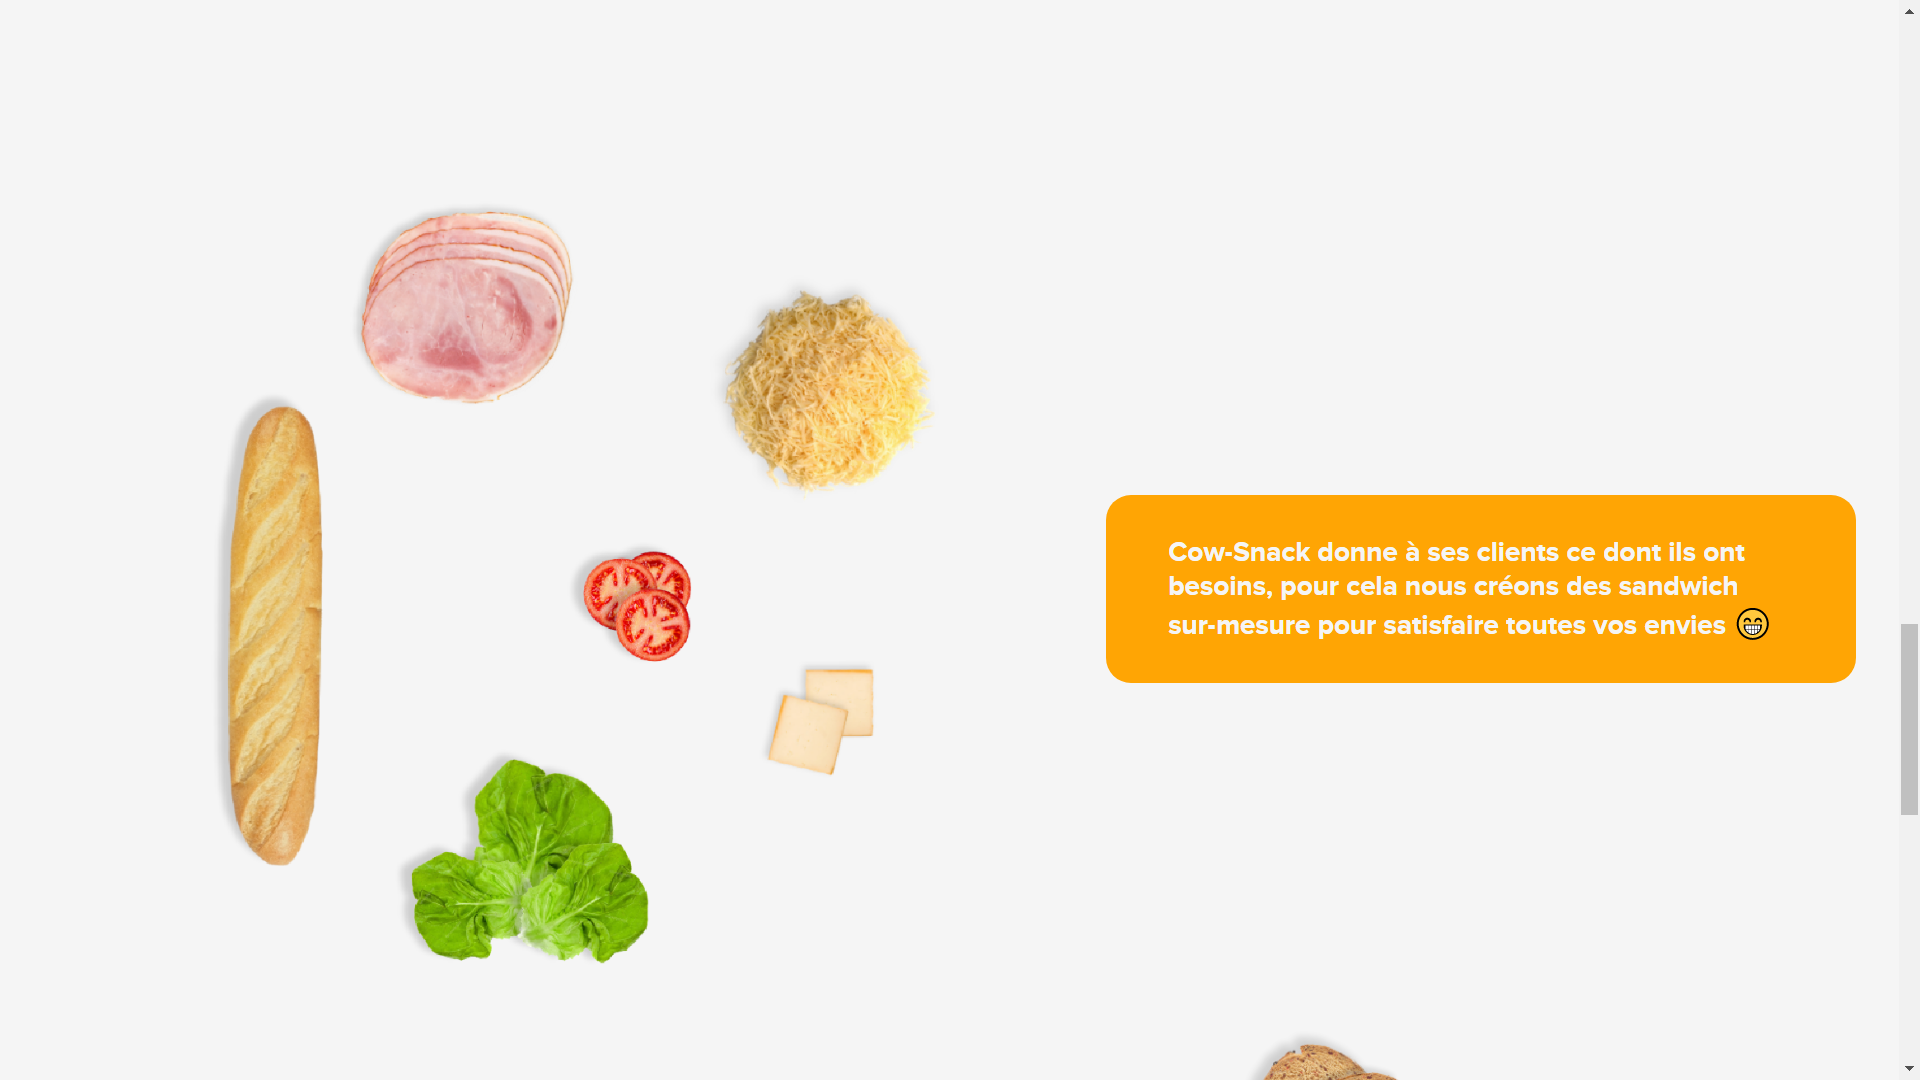 Cow-Snack donne à ses clients ce dont ils ont
besoins, pour cela nous créons des sandwich
sur-mesure pour satisfaire toutes vos envies 😁